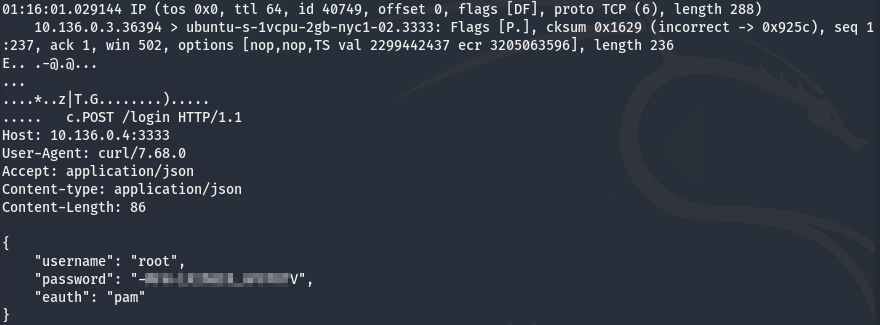 01:16:01.029144 IP (tos 0x0, ttl 64, id 40749, offset 0, flags [DF], proto TCP (6), length 288)
    10.136.0.3.36394 > ubuntu-s-1vcpu-2gb-nyc1-02.3333: Flags [P.], cksum 0x1629 (incorrect -> 0x925c), seq 1
:237, ack 1, win 502, options [nop,nop,TS val 2299442437 ecr 3205063596], length 236
E.. .-@.@...
...
....*..z|T.G........).....
.....   c.POST /login HTTP/1.1
Host: 10.136.0.4:3333
User-Agent: curl/7.68.0
Accept: application/json
Content-type: application/json
Content-Length: 86

{
    "username": "root",
    "password": 
    "eauth": "pam"
}